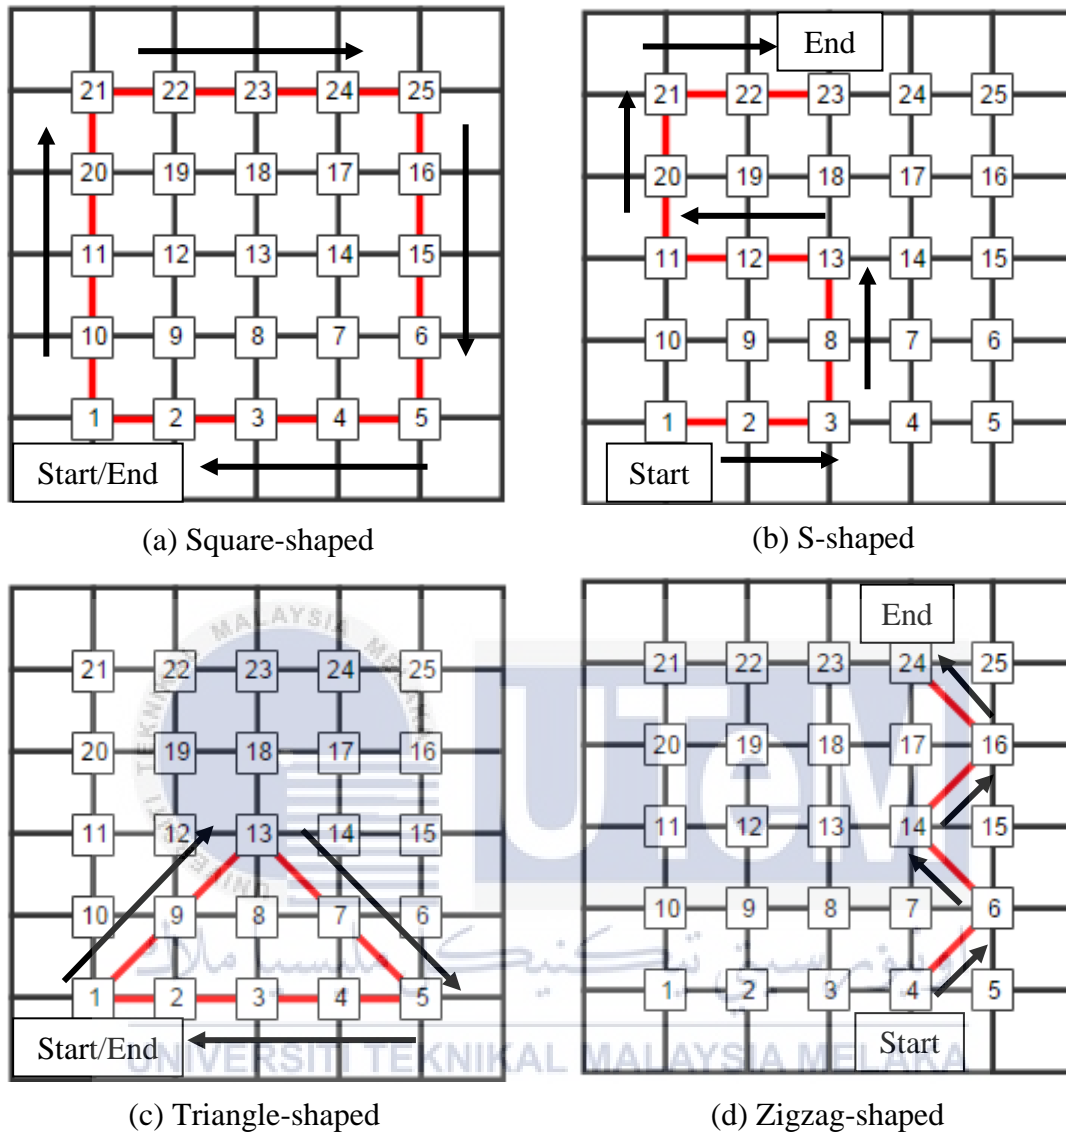 21 22 23 24 25
20 19 18 17 16
11 12 13 14 15
10 9 8 7 6
1 2 3 4 5
Start/End
(a) Square-shaped
End
21 22 23 24 25
20 19 18 17 16
11 12 13 14 15
10 9 8 7 6
1 2 3 4 5
Start
(b) S-shaped
21 22 23 24 25
20 19 18 17 16
11 12 13 14 15
10 9 8 7 6
1 2 3 4 5
Start/End
(c) Triangle-shaped
End
21 22 23 24 25
20 19 18 17 16
11 12 13 14 15
10 9 8 7 6
1 2 3 4 5
Start
(d) Zigzag-shaped
UTeM
اونيۏرسيتي تيكنيكل مليسيا ملاك
UNIVERSITI TEKNIKAL MALAYSIA MELAKA